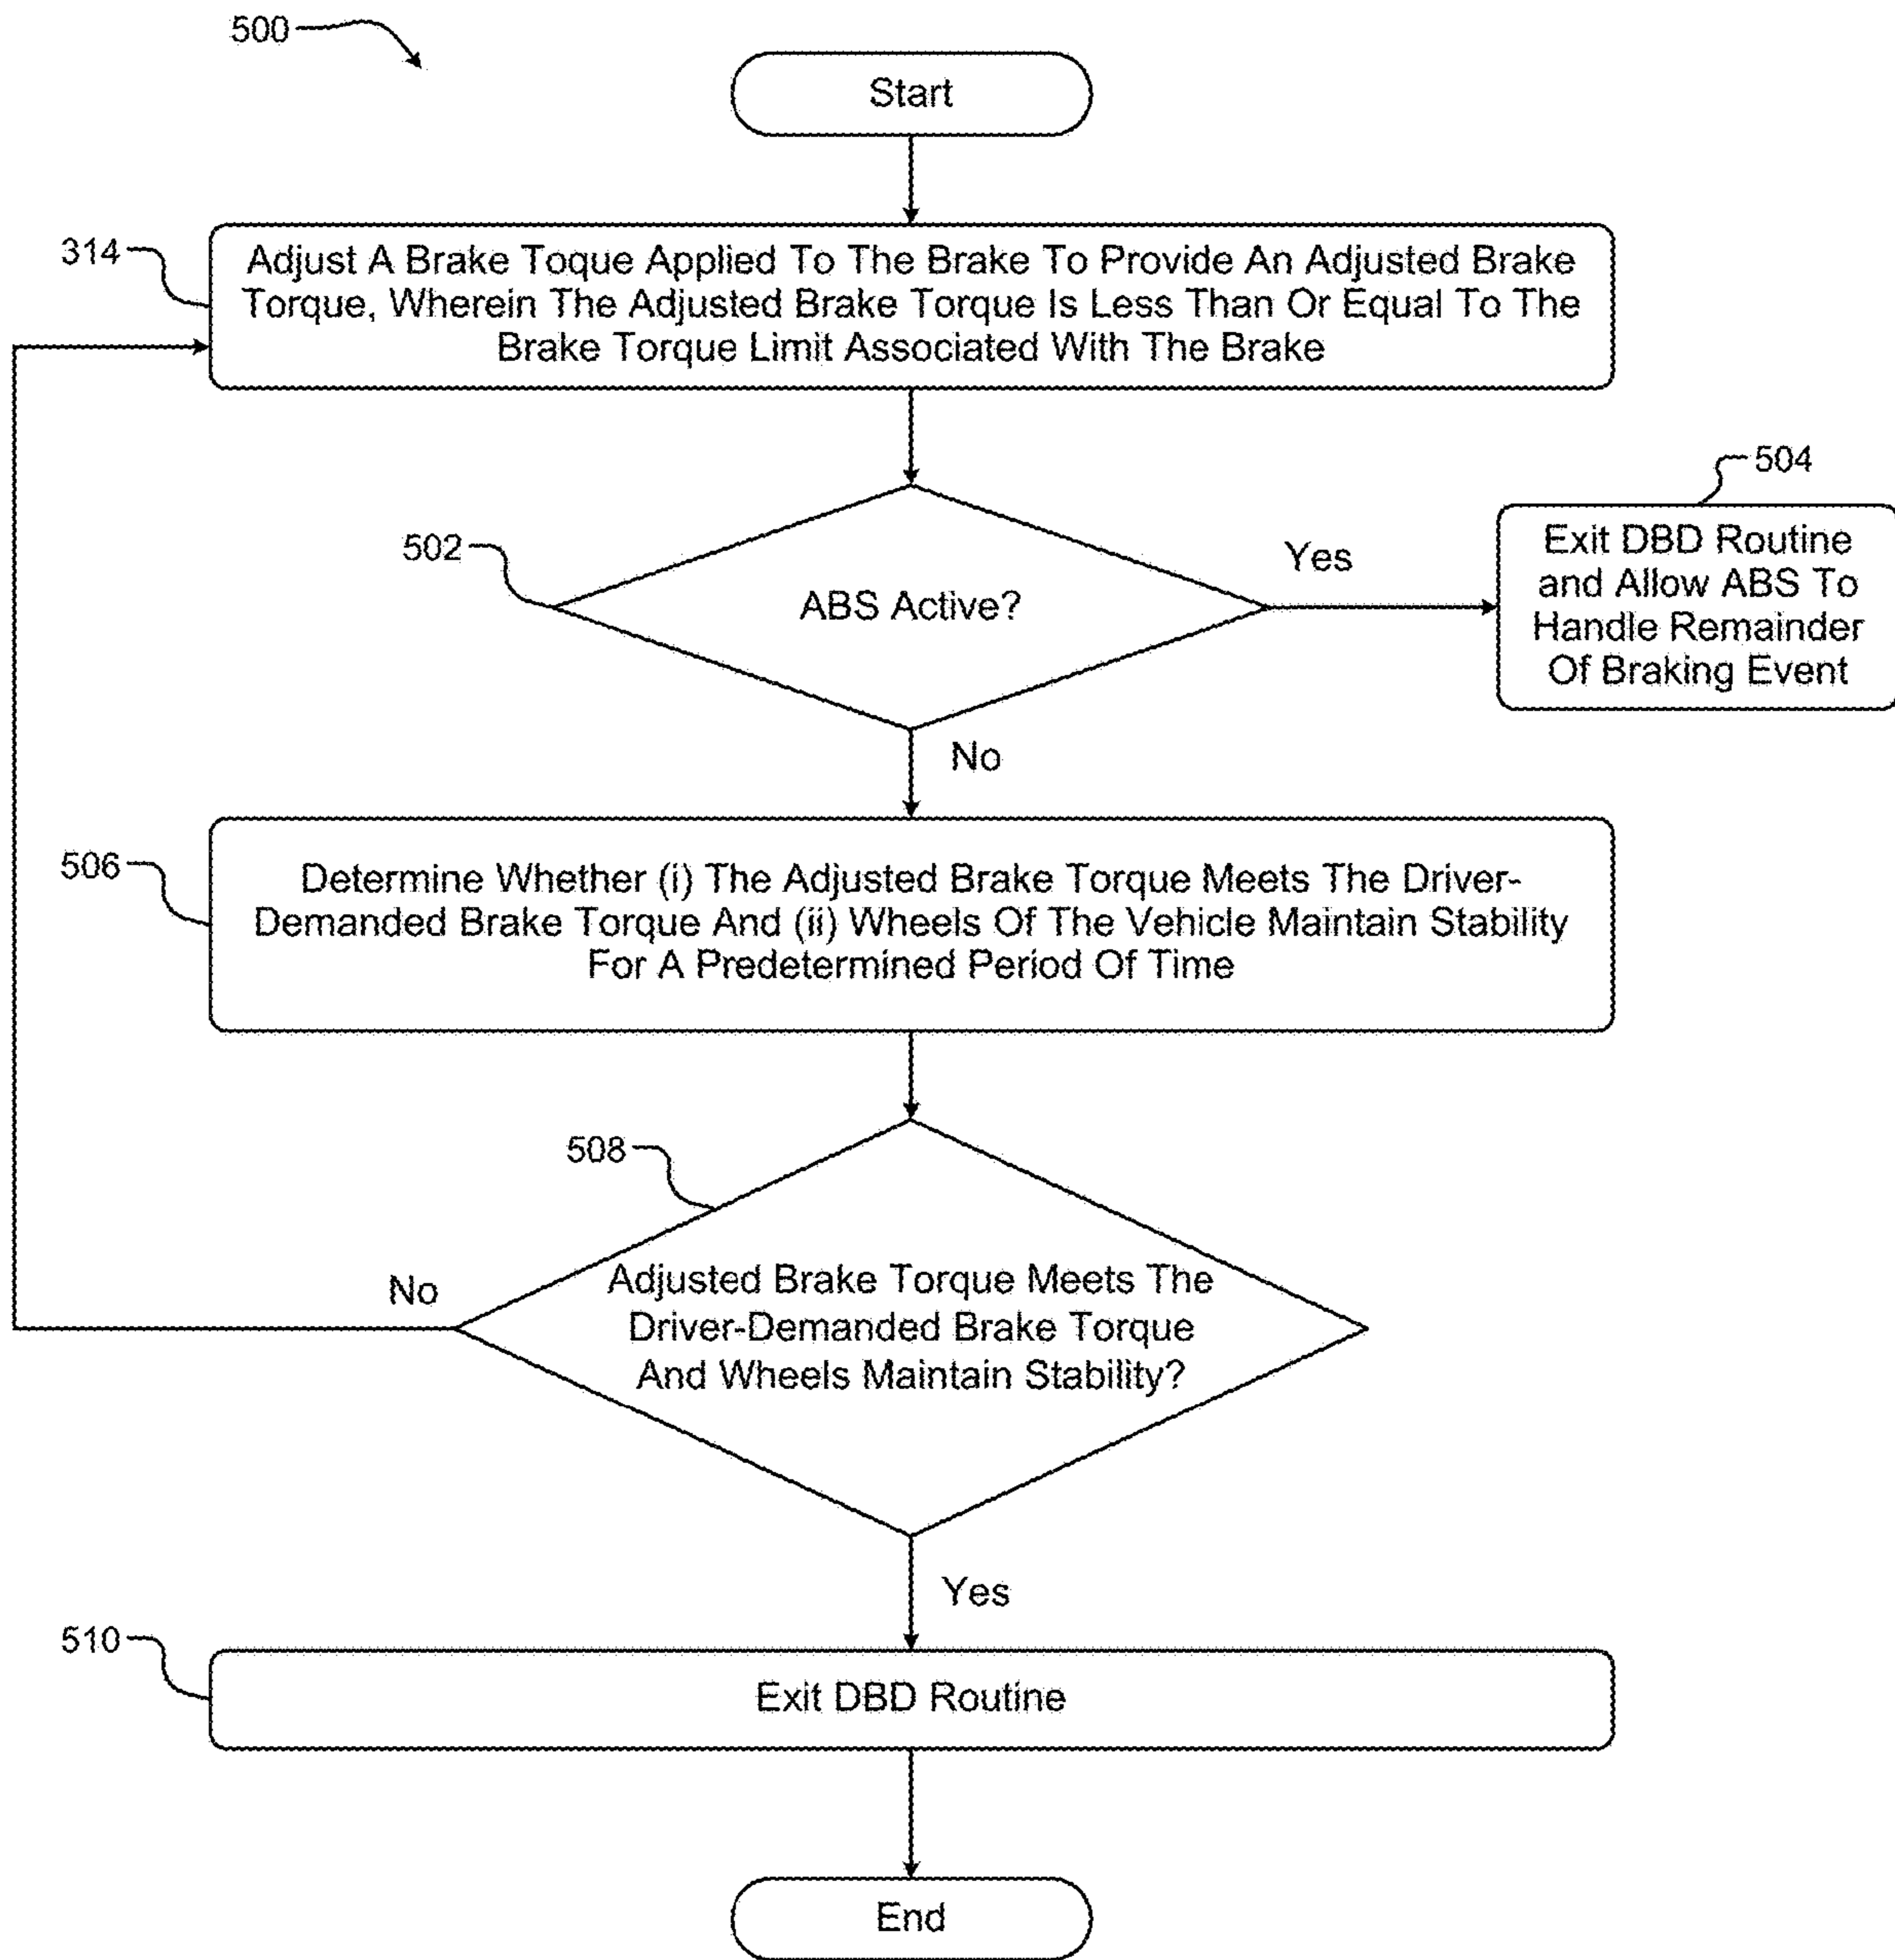 500
Start
314
Adjust A Brake Toque Applied To The Brake To Provide An Adjusted Brake
Torque, Wherein The Adjusted Brake Torque Is Less Than Or Equal To The
Brake Torque Limit Associated With The Brake
504
502
ABS Active?
Yes
Exit DBD Routine
and Allow ABS To
Handle Remainder
Of Braking Event
No
506
Determine Whether (i) The Adjusted Brake Torque Meets The Driver-
Demanded Brake Torque And (ii) Wheels Of The Vehicle Maintain Stability
For A Predetermined Period Of Time
508
No
Adjusted Brake Torque Meets The
Driver-Demanded Brake Torque
And Wheels Maintain Stability?
Yes
510
Exit DBD Routine
End